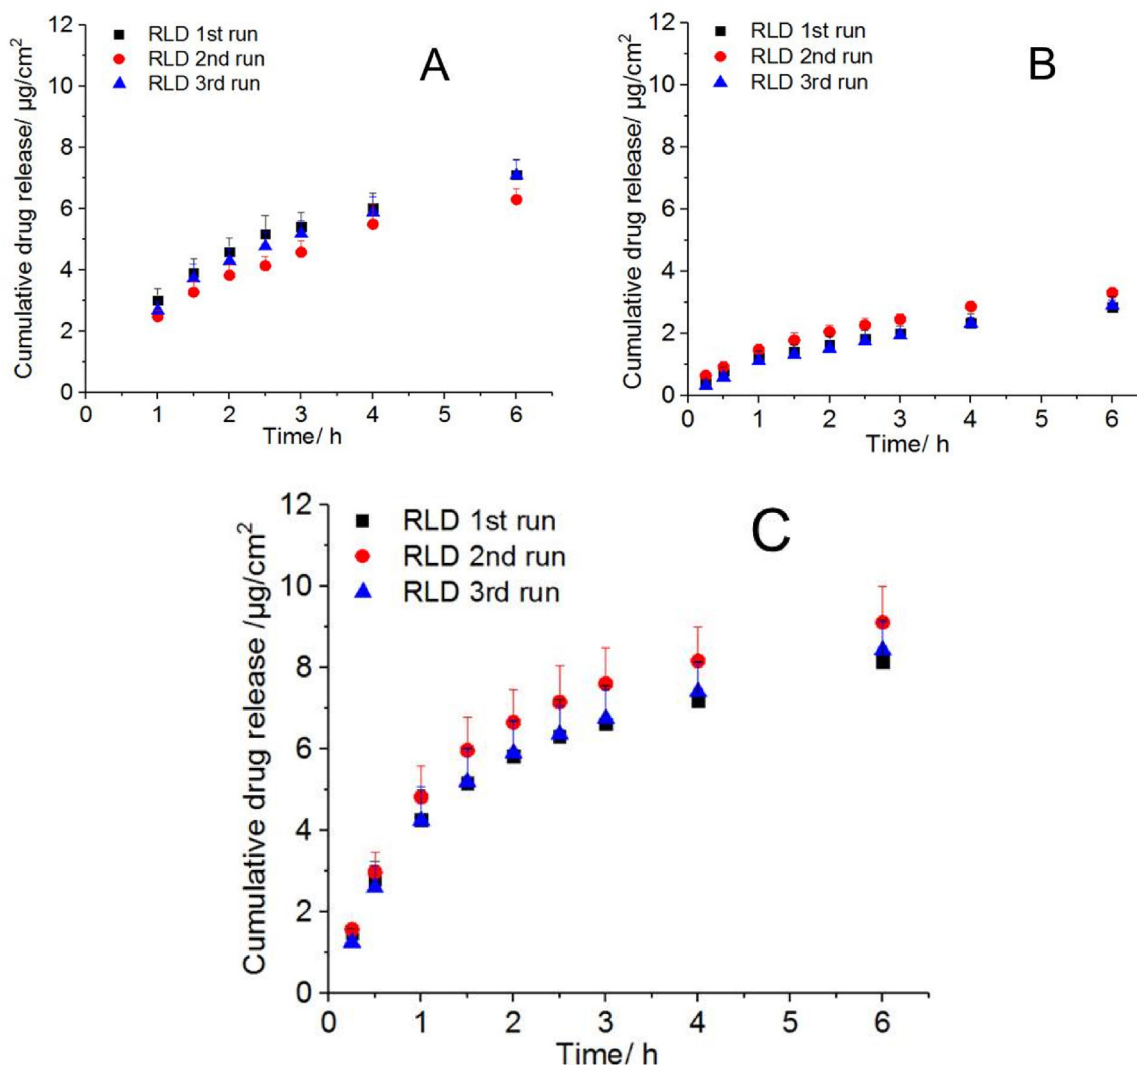 RLD 1st run
RLD 2nd run
RLD 3rd run
A
Cumulative drug release/ µg/cm²
12
10
8
6
4
2
0
0 1 2 3 4 5 6
Time/ h
RLD 1st run
RLD 2nd run
RLD 3rd run
B
Cumulative drug release/ µg/cm²
12
10
8
6
4
2
0
0 1 2 3 4 5 6
Time/ h
RLD 1st run
RLD 2nd run
RLD 3rd run
C
Cumulative drug release /µg/cm²
12
10
8
6
4
2
0
0 1 2 3 4 5 6
Time/ h